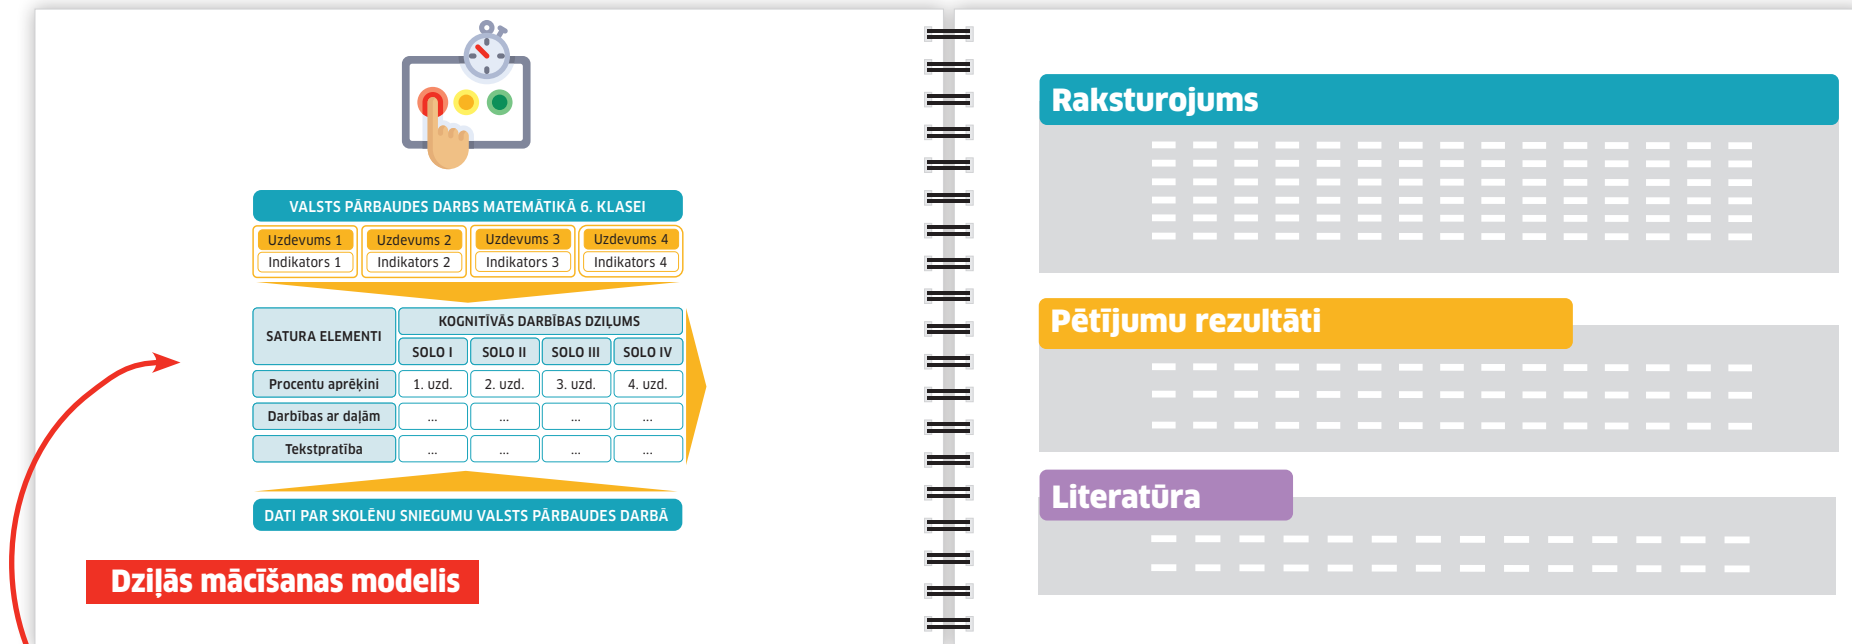 VALSTS PĀRBAUDES DARBS MATEMĀTIKĀ 6. KLASEI
Uzdevums 1 Uzdevums 2 Uzdevums 3 Uzdevums 4
Indikators 1 Indikators 2 Indikators 3 Indikators 4
SATURA ELEMENTI
KOGNITĪVĀS DARBĪBAS DZIĻUMS
SOLO I SOLO II SOLO III SOLO IV
Procentu aprēķini 1. uzd. 2. uzd. 3. uzd. 4. uzd.
Darbības ar daļām ... ... ... ...
Tekstpratība ... ... ... ...
DATI PAR SKOLĒNU SNIEGUMU VALSTS PĀRBAUDES DARBĀ
Dziļās mācīšanas modelis
Raksturojums
Pētījumu rezultāti
Literatūra